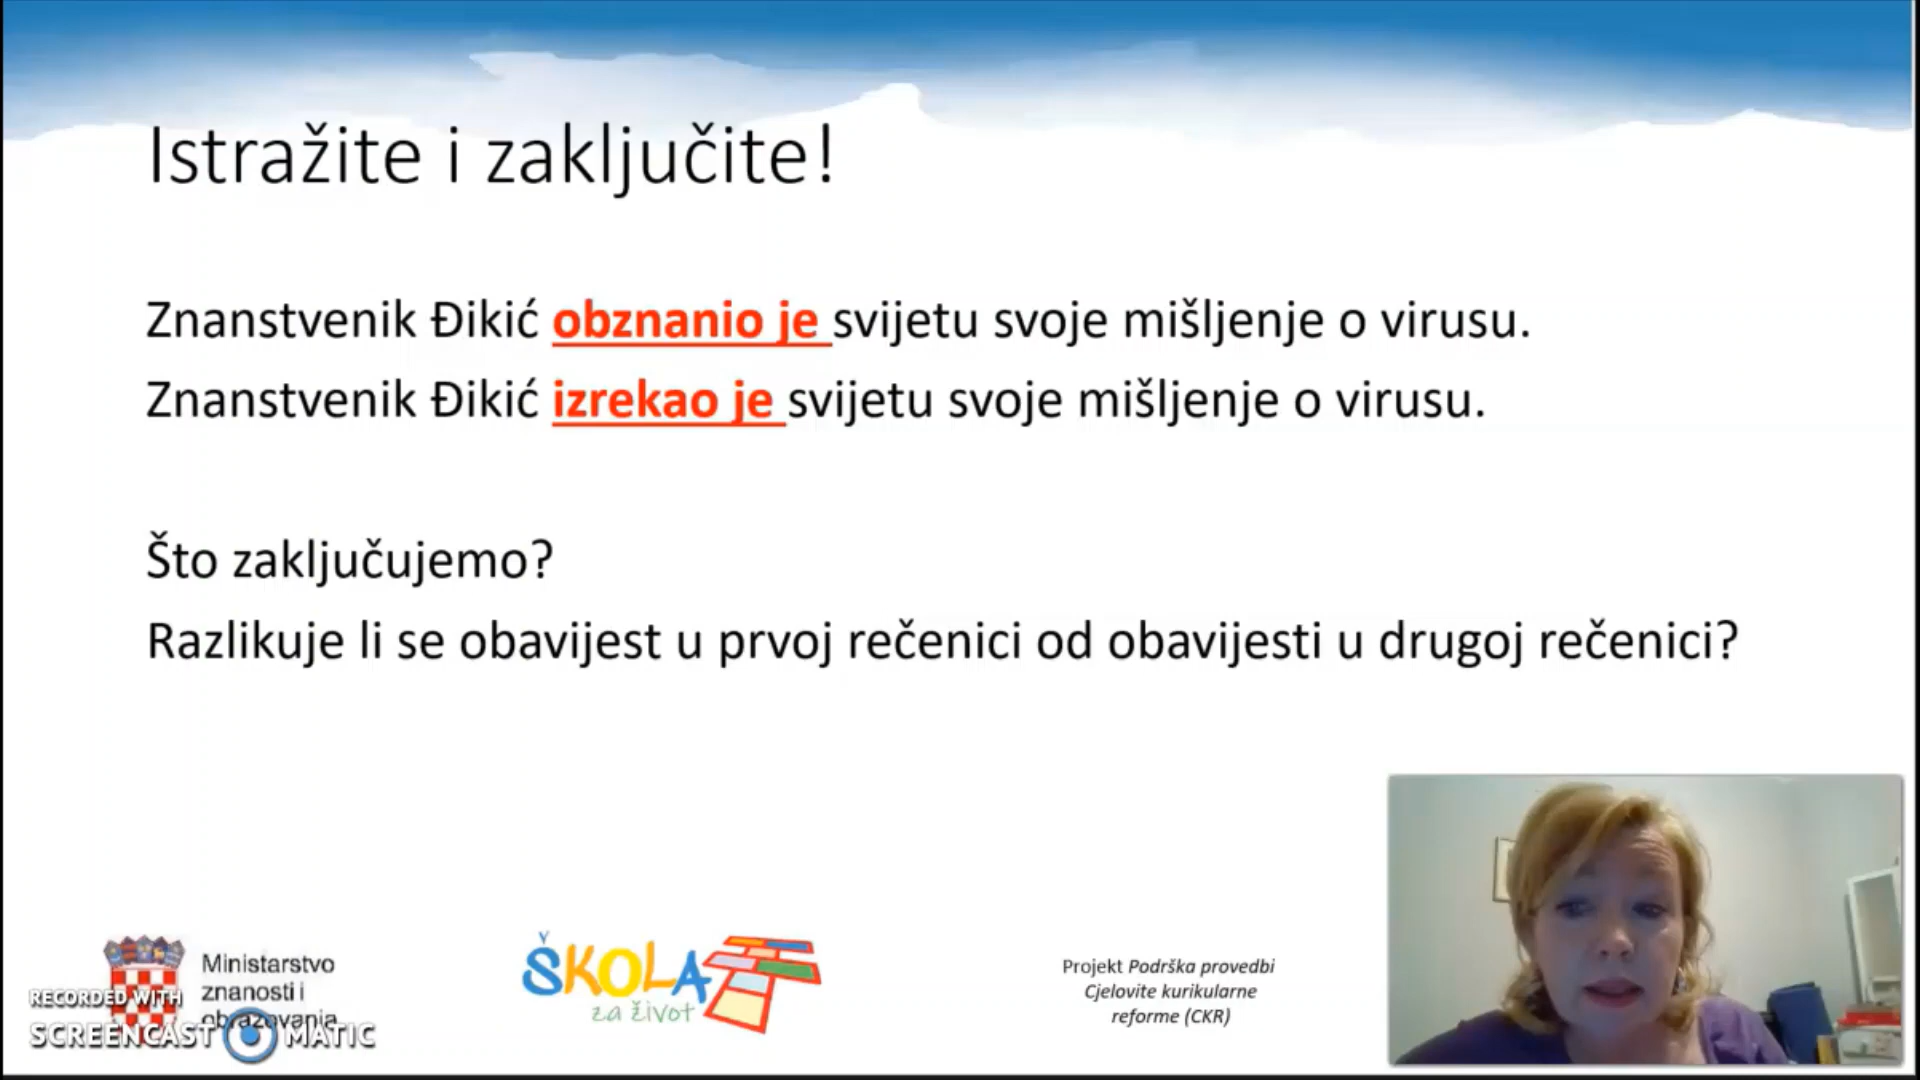 Istražite i zaključite!
Znanstvenik Đikić obznanio je svijetu svoje mišljenje o virusu.
Znanstvenik Đikić izrekao je svijetu svoje mišljenje o virusu.
Što zaključujemo?
Razlikuje li se obavijest u prvoj rečenici od obavijesti u drugoj rečenici?
Ministarstvo
znanosti i
obrazovanja
RECORDED WITH
SCREENCAST MATIC
ŠKOLA
za život
Projekt Podrška provedbi
Cjelovite kurikularne
reforme (CKR)